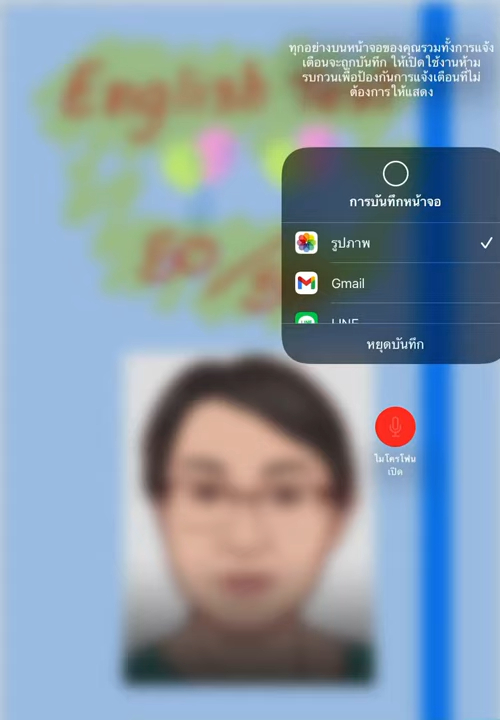 ทุกอย่างบนหน้าจอของคุณรวมทั้งการแจ้ง
เตือนจะถูกบันทึก ให้เปิดใช้งานห้าม
รบกวนเพื่อป้องกันการแจ้งเตือนที่ไม่
ต้องการให้แสดง
English
การบันทึกหน้าจอ
รูปภาพ
Gmail
LINE
หยุดบันทึก
ไมโครโฟน
เปิด